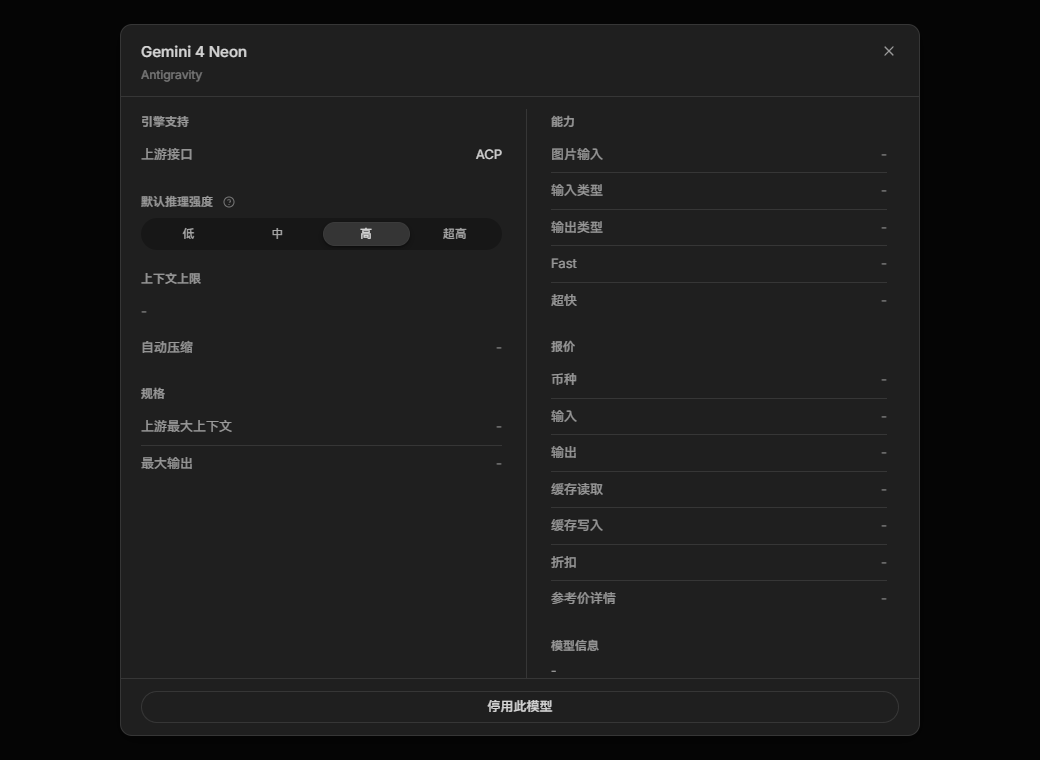 Gemini 4 Neon
Antigravity
引擎支持
上游接口 ACP
默认推理强度
低 中 高 超高
上下文上限
-
自动压缩 -
规格
上游最大上下文 -
最大输出 -
能力
图片输入 -
输入类型 -
输出类型 -
Fast -
超快 -
报价
币种 -
输入 -
输出 -
缓存读取 -
缓存写入 -
折扣 -
参考价详情 -
模型信息
-
停用此模型